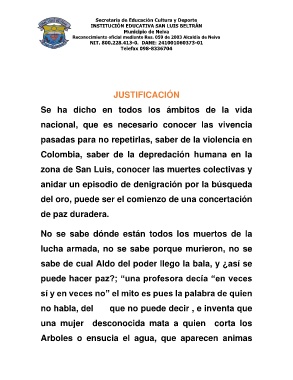 Secretaria de Educación Cultura y Deporte
INSTITUCIÓN EDUCATIVA SAN LUIS BELTRÁN
Municipio de Neiva
Reconocimiento oficial mediante Res. 059 de 2003 Alcaldía de Neiva
NIT. 800.228.413-0. DANE: 241001060373-01
Telefax 098-8336704
JUSTIFICACIÓN
Se ha dicho en todos los ámbitos de la vida
nacional, que es necesario conocer las vivencia
pasadas para no repetirlas, saber de la violencia en
Colombia, saber de la depredación humana en la
zona de San Luis, conocer las muertes colectivas y
anidar un episodio de denigración por la búsqueda
del oro, puede ser el comienzo de una concertación
de paz duradera.
No se sabe dónde están todos los muertos de la
lucha armada, no se sabe porque murieron, no se
sabe de cual Aldo del poder llego la bala, y ¿así se
puede hacer paz?; “una profesora decía “en veces
sí y en veces no” el mito es pues la palabra de quien
no habla, del que no puede decir , e inventa que
una mujer desconocida mata a quien corta los
Arboles o ensucia el agua, que aparecen animas